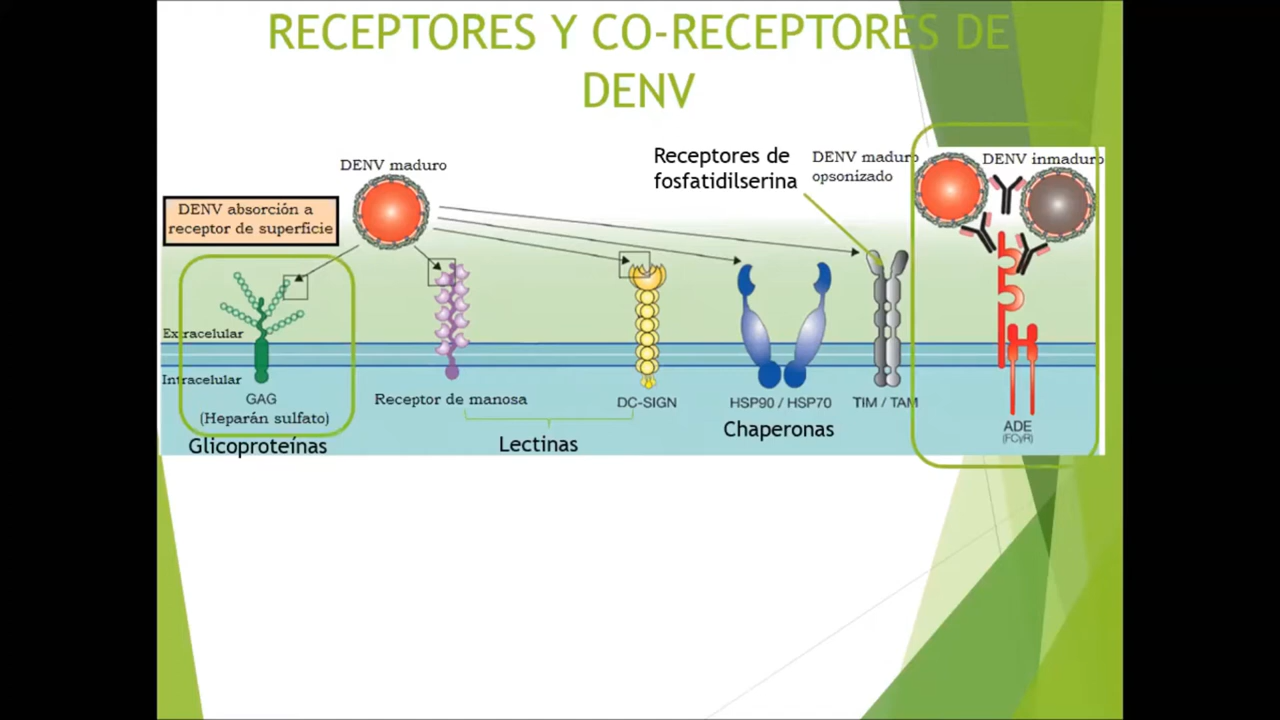 RECEPTORES Y CO-RECEPTORES DE
DENV
DENV maduro
Receptores de
fosfatidilserina
DENV maduro
opsonizado
DENV inmaduro
DENV absorción a
receptor de superficie
Extracelular
Intracelular
GAG
(Heparán sulfato)
Glicoproteínas
Receptor de manosa
DC-SIGN
Lectinas
HSP90 / HSP70
Chaperonas
TIM / TAM
ADE
(FCγR)